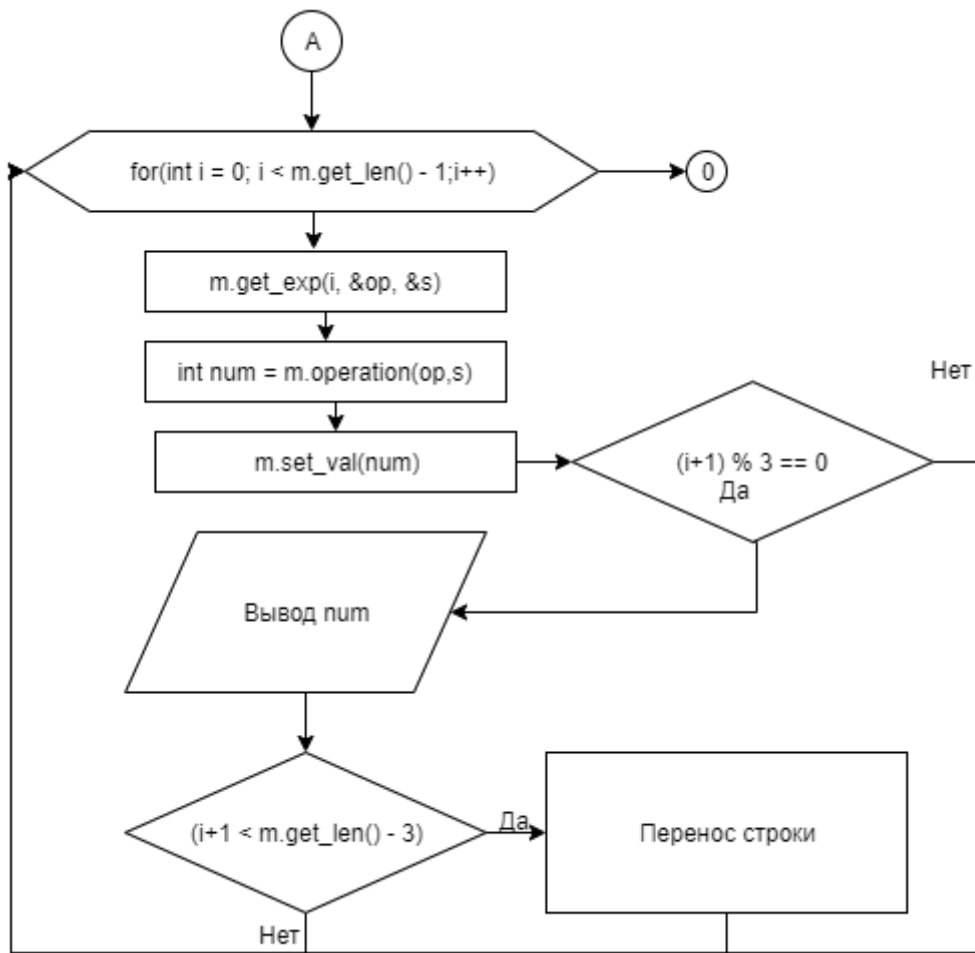 A
for(int i = 0; i < m.get_len() - 1;i++)
0
m.get_exp(i, &op, &s)
int num = m.operation(op,s)
Нет
m.set_val(num)
(i+1) % 3 == 0
Да
Вывод num
(i+1 < m.get_len() - 3)
Да
Перенос строки
Нет